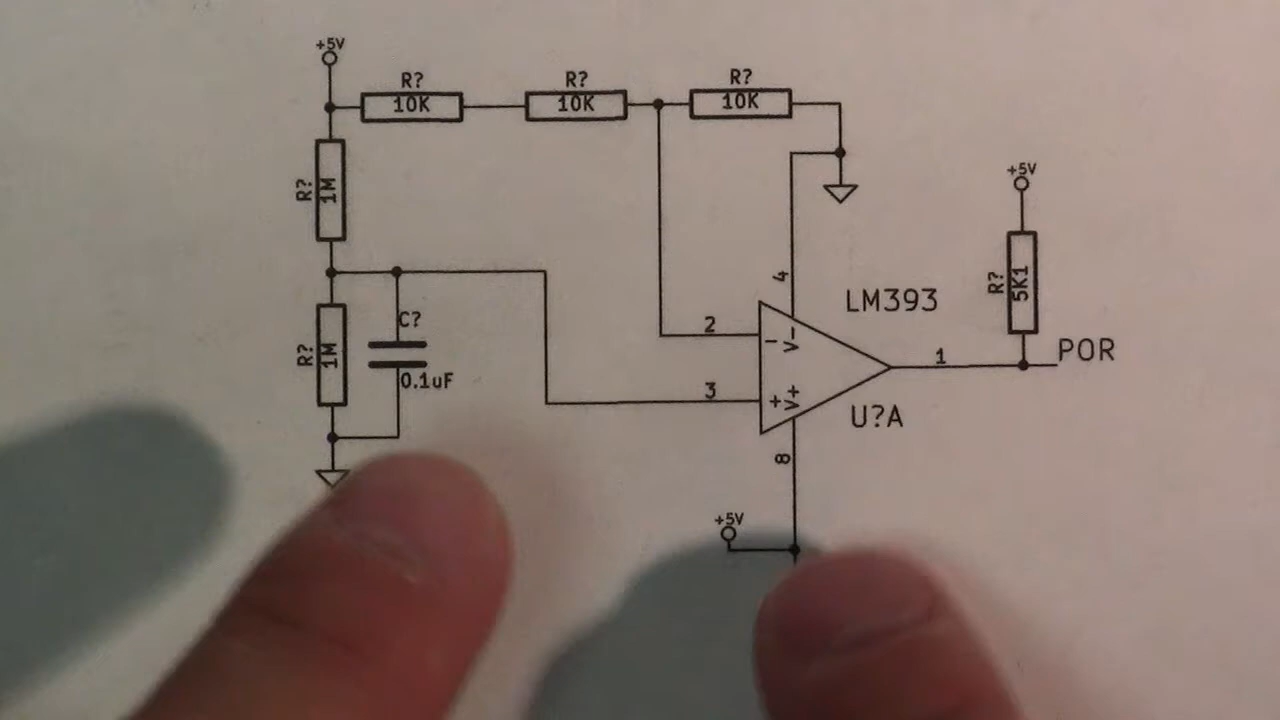 +5V
R?
10K
R?
10K
R?
10K
R?
1M
+5V
R?
5K1
4
LM393
C?
0.1uF
R?
1M
2
-
V-
3
+
V+
1
POR
U?A
8
+5V